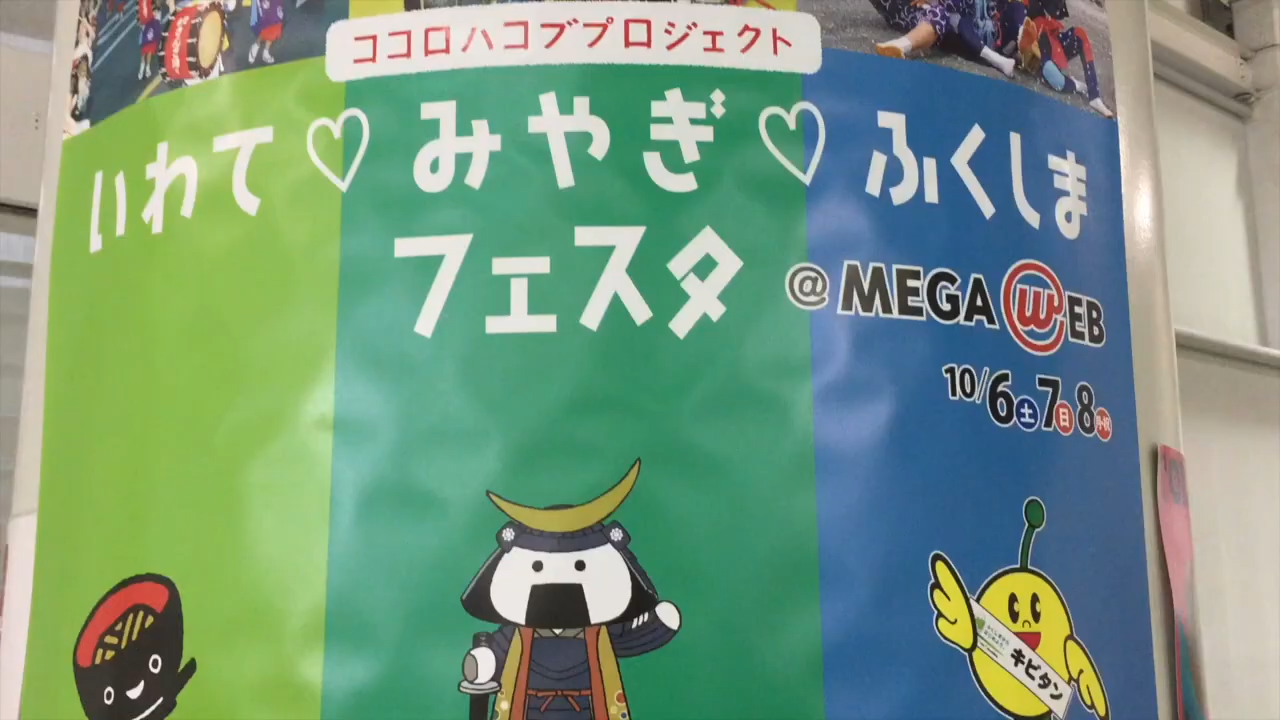 ココロハコブプロジェクト
いわて♡みやぎ♡ふくしま
フェスタ
@MEGA WEB
10/6土7日8月・祝
キビタン